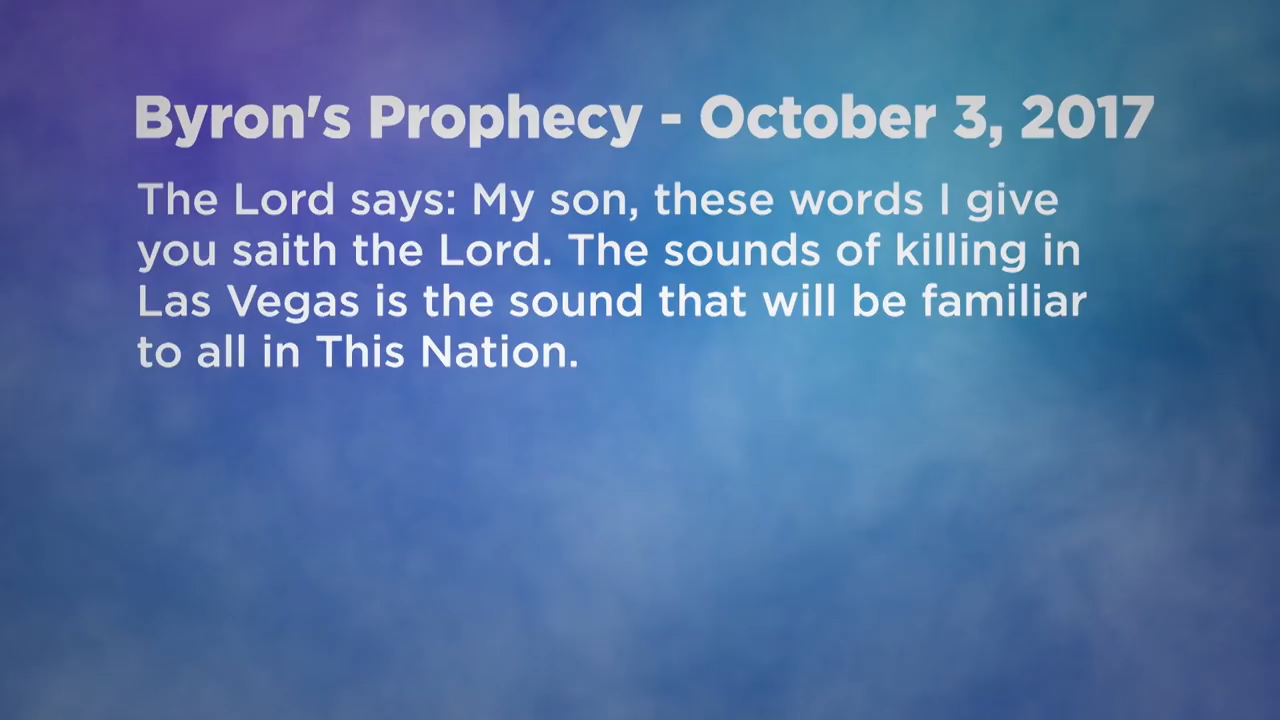 Byron's Prophecy - October 3, 2017
The Lord says: My son, these words I give
you saith the Lord. The sounds of killing in
Las Vegas is the sound that will be familiar
to all in This Nation.